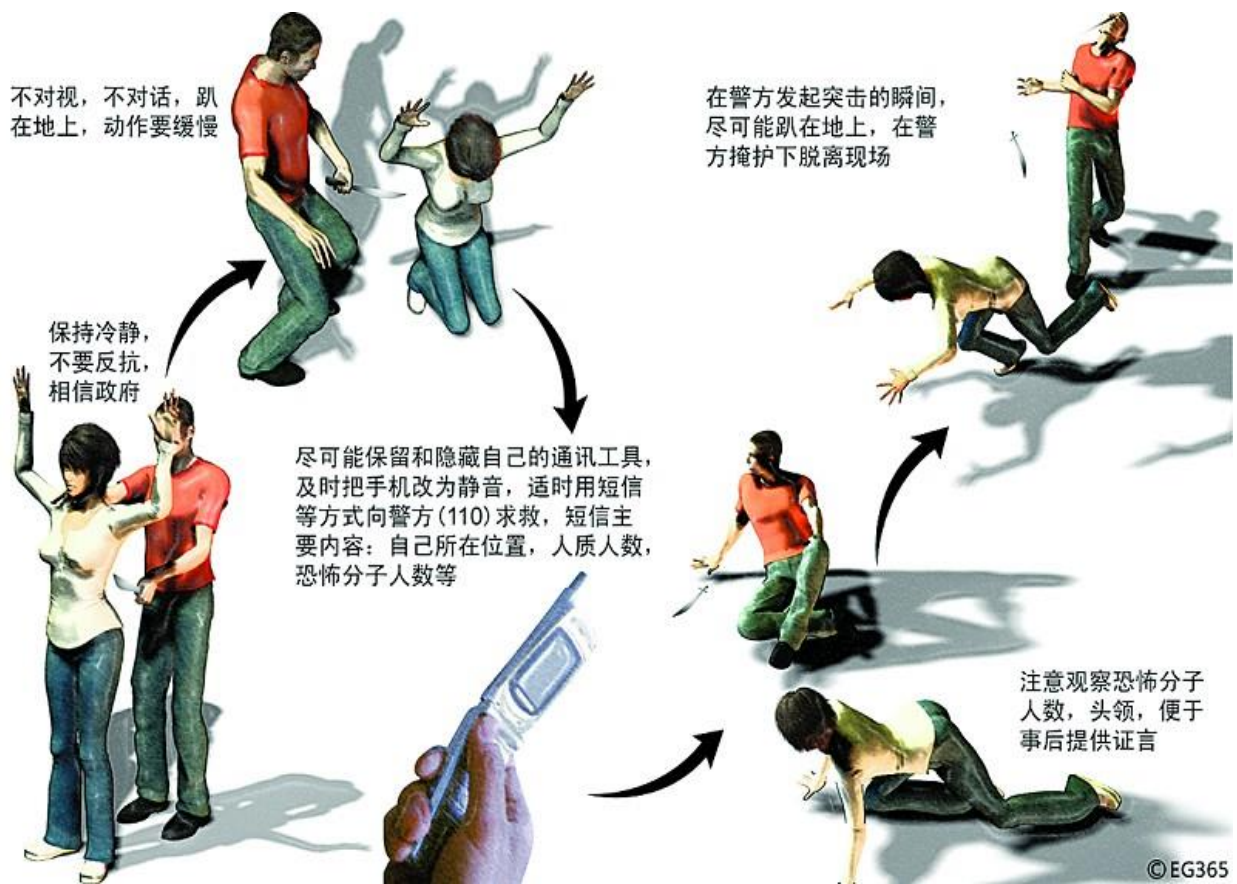 保持冷静，
不要反抗，
相信政府
不对视，不对话，趴
在地上，动作要缓慢
尽可能保留和隐藏自己的通讯工具，
及时把手机改为静音，适时用短信
等方式向警方(110)求救，短信主
要内容：自己所在位置，人质人数，
恐怖分子人数等
注意观察恐怖分子
人数，头领，便于
事后提供证言
在警方发起突击的瞬间，
尽可能趴在地上，在警
方掩护下脱离现场
©EG365